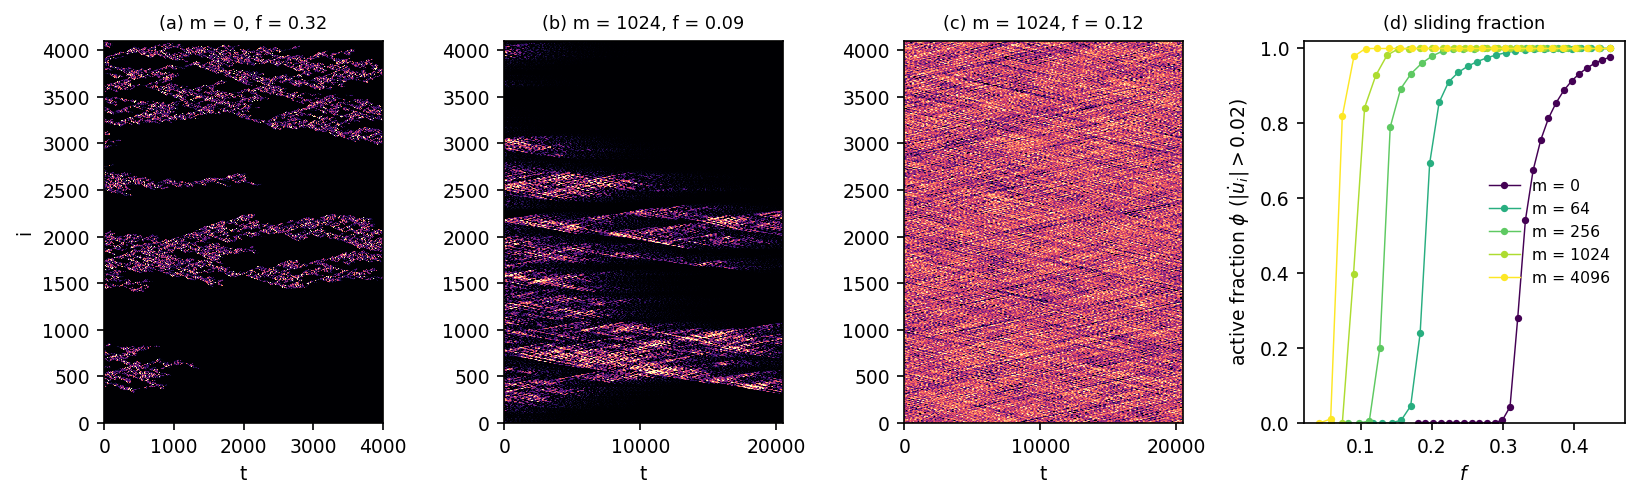 (a) m = 0, f = 0.32
4000
3500
3000
2500
2000
1500
1000
500
0
i
0 1000 2000 3000 4000
t
(b) m = 1024, f = 0.09
4000
3500
3000
2500
2000
1500
1000
500
0
0 10000 20000
t
(c) m = 1024, f = 0.12
4000
3500
3000
2500
2000
1500
1000
500
0
0 10000 20000
t
(d) sliding fraction
1.0
0.8
0.6
0.4
0.2
0.0
active fraction ϕ (|u̇ᵢ| > 0.02)
m = 0
m = 64
m = 256
m = 1024
m = 4096
0.1 0.2 0.3 0.4
f